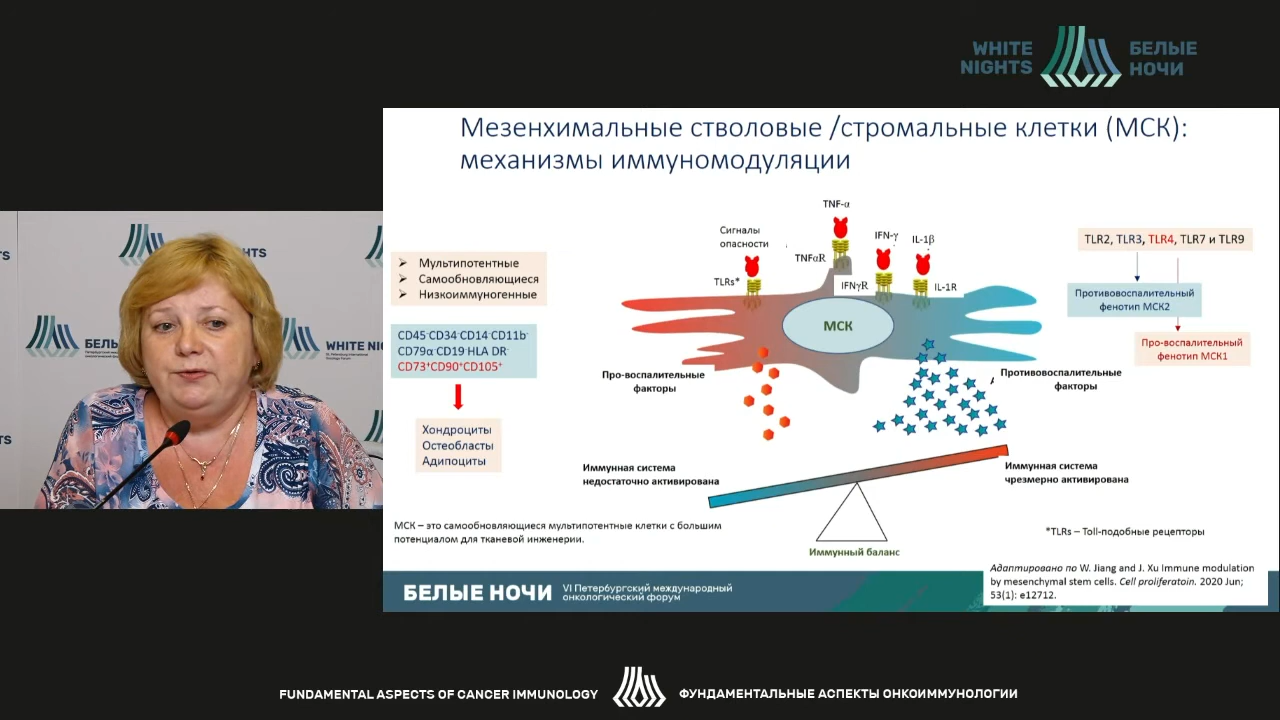 WHITE
NIGHTS
БЕЛЫЕ
НОЧИ
Мезенхимальные стволовые /стромальные клетки (МСК):
механизмы иммуномодуляции
Мультипотентные
Самообновляющиеся
Низкоиммуногенные
CD45⁻CD34⁻CD14⁻CD11b⁻
CD79α⁻CD19⁻HLA DR⁻
CD73⁺CD90⁺CD105⁺
Хондроциты
Остеобласты
Адипоциты
TNF-α
Сигналы
опасности
IFN-γ
IL-1β
TNFαR
TLRs*
IFNγR
IL-1R
МСК
TLR2, TLR3, TLR4, TLR7 и TLR9
Противовоспалительный
фенотип МСК2
Про-воспалительный
фенотип МСК1
Про-воспалительные
факторы
Противовоспалительные
факторы
Иммунная система
недостаточно активирована
Иммунная система
чрезмерно активирована
МСК – это самообновляющиеся мультипотентные клетки с большим
потенциалом для тканевой инженерии.
Иммунный баланс
*TLRs – Toll-подобные рецепторы
Адаптировано по W. Jiang and J. Xu Immune modulation
by mesenchymal stem cells. Cell proliferatoin. 2020 Jun;
53(1): e12712.
БЕЛЫЕ НОЧИ
VI Петербургский международный
онкологический форум
NIGHTS
WHITE NI
FUNDAMENTAL ASPECTS OF CANCER IMMUNOLOGY
ФУНДАМЕНТАЛЬНЫЕ АСПЕКТЫ ОНКОИММУНОЛОГИИ